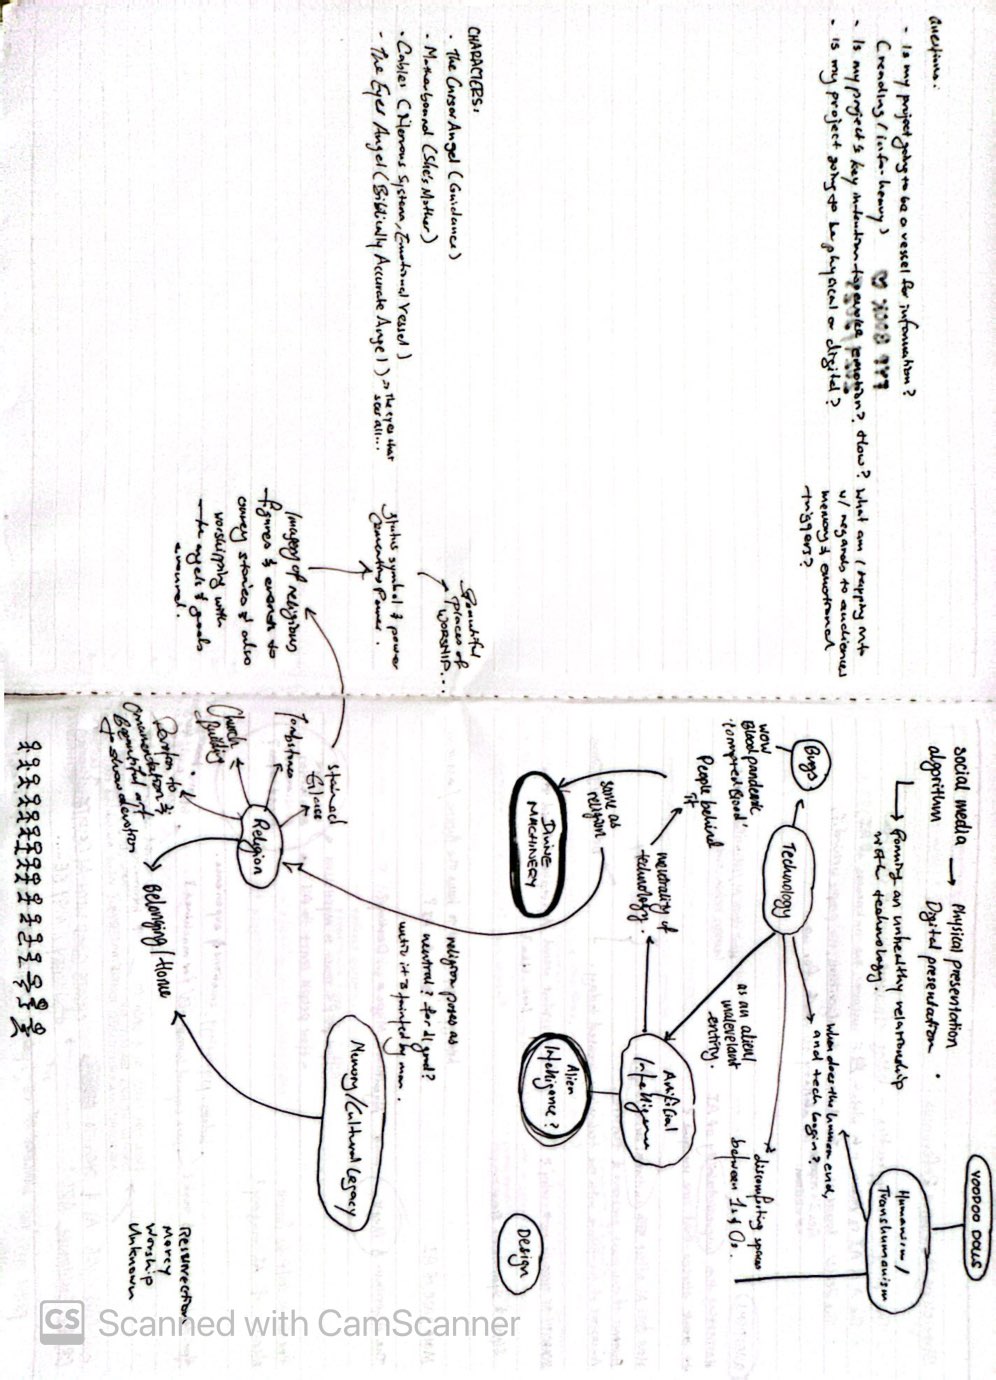 Questions:
- Is my project going to be a vessel for information?
(reading / info-heavy)
- Is my project's key intention to evoke emotion? How?
- Is my project going to be physical or digital?
What am I tapping into
w/ regards to audiences
memory & emotional
triggers?
FYP BOOK ♡
2024/2025
CHARACTERS:
- The Cursor Angel (Guidance)
- Motherbound (She's Mother)
- Cables (Nervous System, Emotional Vessel)
- The Eyes Angel (Biblically Accurate Angel) → The eyes that
sees all...
Beautiful
places of
WORSHIP...
status symbol & power
Cementing Power.
Imagery of religious
figures & events to
convey stories & also
worshipping with
the angels & gods
around.
social media
algorithm
→ Physical presentation
Digital presentation
→ Forming an unhealthy relationship
with technology.
VOODOO DOLLS
Humanism /
Transhumanism
what does the human end,
and tech begin?
Bugs
Technology
WOW
Blood pandemic
'Corrupted Blood'
discomforting spaces
between 1s & 0s.
as an alien/
malevelant
entity.
People behind
it
neutrality of
technology.
Artificial
Intelligence
same as
religion
DIVINE
MACHINERY
Alien
Intelligence?
Design
religion poses as
neutral? for all good?
until it is tainted by man.
Memory/Cultural Legacy
stained
Glass
Tombstones
Religion
Church
Building
Devotion to
ornamentation &
Beautiful art
to show devotion
Belonging/Home
Resurrection
Mercy
Worship
Unknown
Scanned with CamScanner
CS